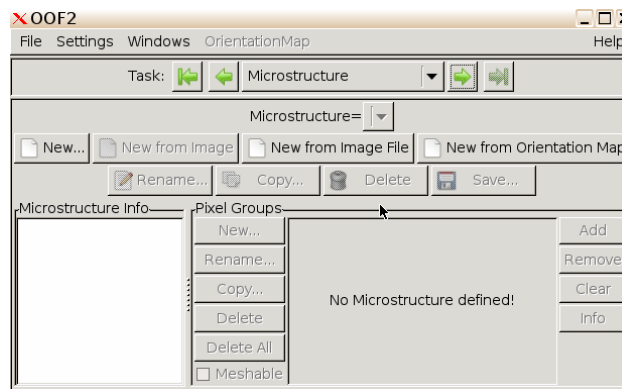 OOF2
File Settings Windows OrientationMap Help
Task: Microstructure
Microstructure=
New... New from Image New from Image File New from Orientation Map
Rename... Copy... Delete Save...
Microstructure Info Pixel Groups
New... Add
Rename... Remove
Copy... No Microstructure defined! Clear
Delete Info
Delete All
Meshable